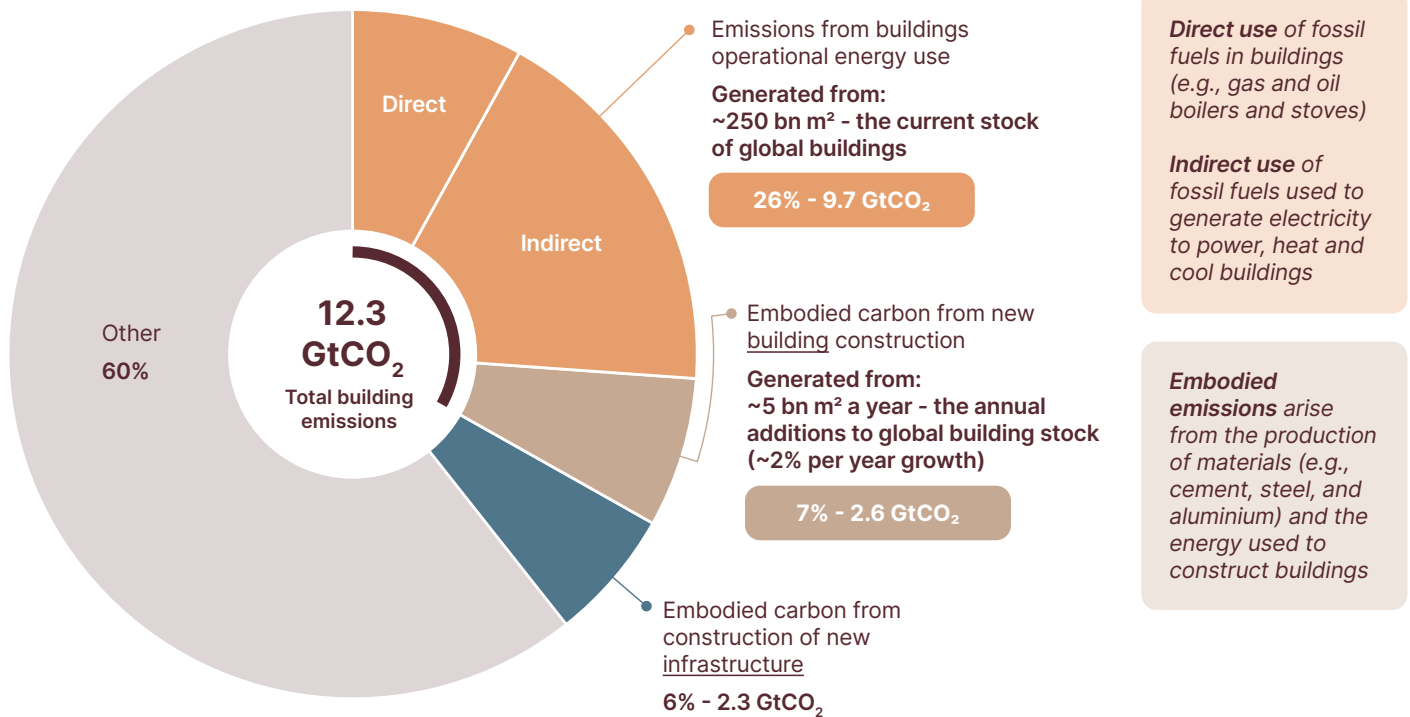 Direct
Indirect
Other
60%
12.3
GtCO₂
Total building
emissions
Emissions from buildings
operational energy use
Generated from:
~250 bn m² - the current stock
of global buildings
26% - 9.7 GtCO₂
Embodied carbon from new
building construction
Generated from:
~5 bn m² a year - the annual
additions to global building stock
(~2% per year growth)
7% - 2.6 GtCO₂
Embodied carbon from
construction of new
infrastructure
6% - 2.3 GtCO₂
Direct use of fossil
fuels in buildings
(e.g., gas and oil
boilers and stoves)
Indirect use of
fossil fuels used to
generate electricity
to power, heat and
cool buildings
Embodied
emissions arise
from the production
of materials (e.g.,
cement, steel, and
aluminium) and the
energy used to
construct buildings